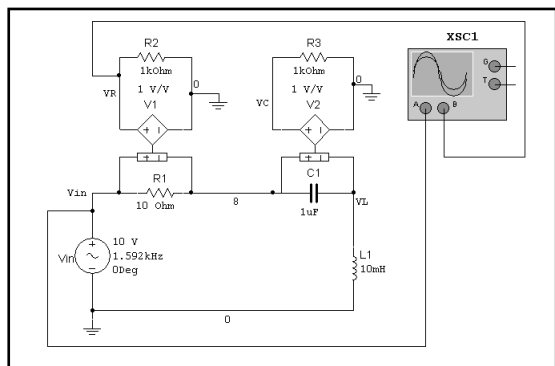 XSC1
G
T
A
B
R2
1kOhm
1 V/V
V1
VR
0
R3
1kOhm
1 V/V
V2
VC
0
Vin
R1
10 Ohm
8
C1
1uF
VL
Vin
10 V
1.592kHz
0Deg
L1
10mH
0